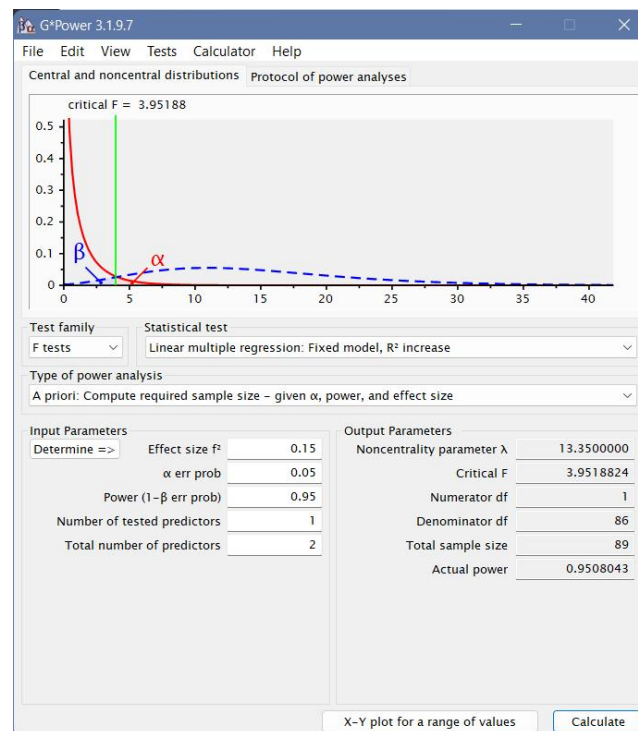 G*Power 3.1.9.7
File Edit View Tests Calculator Help
Central and noncentral distributions Protocol of power analyses
critical F = 3.95188
0.5
0.4
0.3
0.2
0.1
0
β
α
0 5 10 15 20 25 30 35 40
Test family Statistical test
F tests Linear multiple regression: Fixed model, R² increase
Type of power analysis
A priori: Compute required sample size – given α, power, and effect size
Input Parameters Output Parameters
Determine => Effect size f² 0.15 Noncentrality parameter λ 13.3500000
α err prob 0.05 Critical F 3.9518824
Power (1-β err prob) 0.95 Numerator df 1
Number of tested predictors 1 Denominator df 86
Total number of predictors 2 Total sample size 89
Actual power 0.9508043
X-Y plot for a range of values Calculate